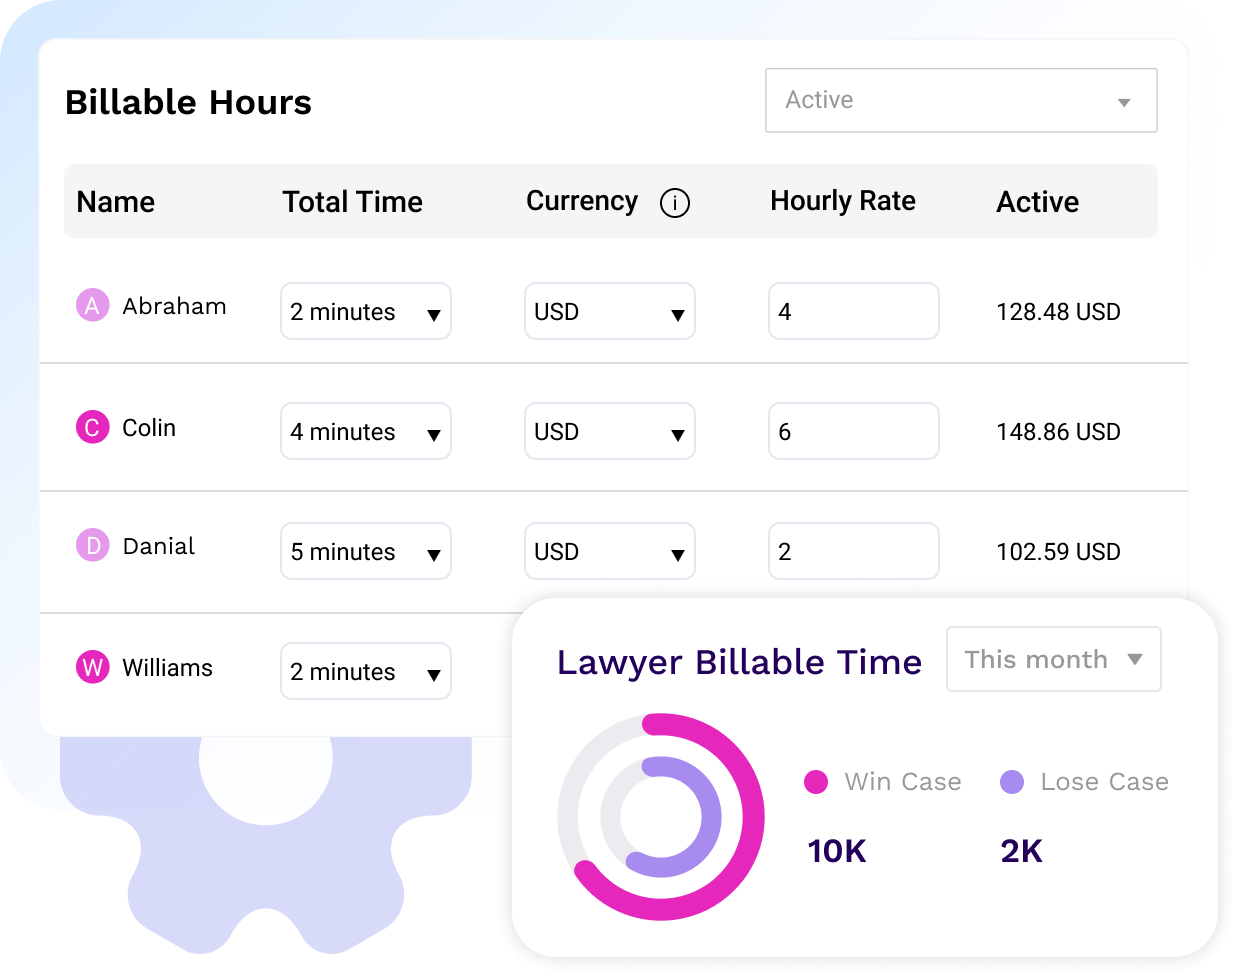 Billable Hours
Active
Name Total Time Currency i Hourly Rate Active
A Abraham 2 minutes USD 4 128.48 USD
C Colin 4 minutes USD 6 148.86 USD
D Danial 5 minutes USD 2 102.59 USD
W Williams 2 minutes
Lawyer Billable Time This month
Win Case Lose Case
10K 2K